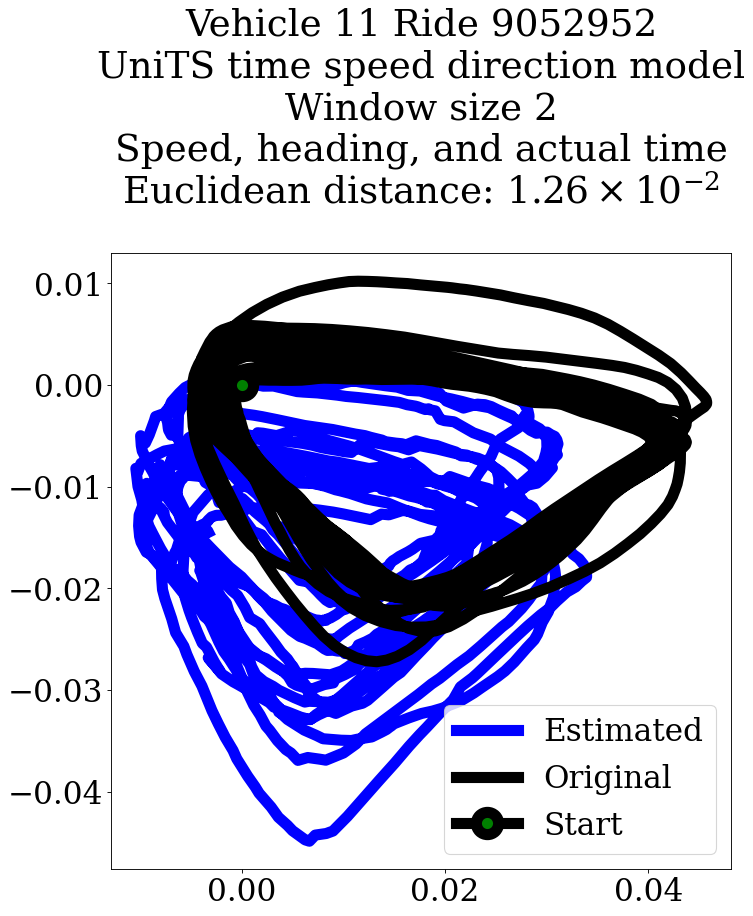 Vehicle 11 Ride 9052952
UniTS time speed direction model
Window size 2
Speed, heading, and actual time
Euclidean distance: 1.26 × 10⁻²
0.01
0.00
−0.01
−0.02
−0.03
−0.04
Estimated
Original
Start
0.00 0.02 0.04